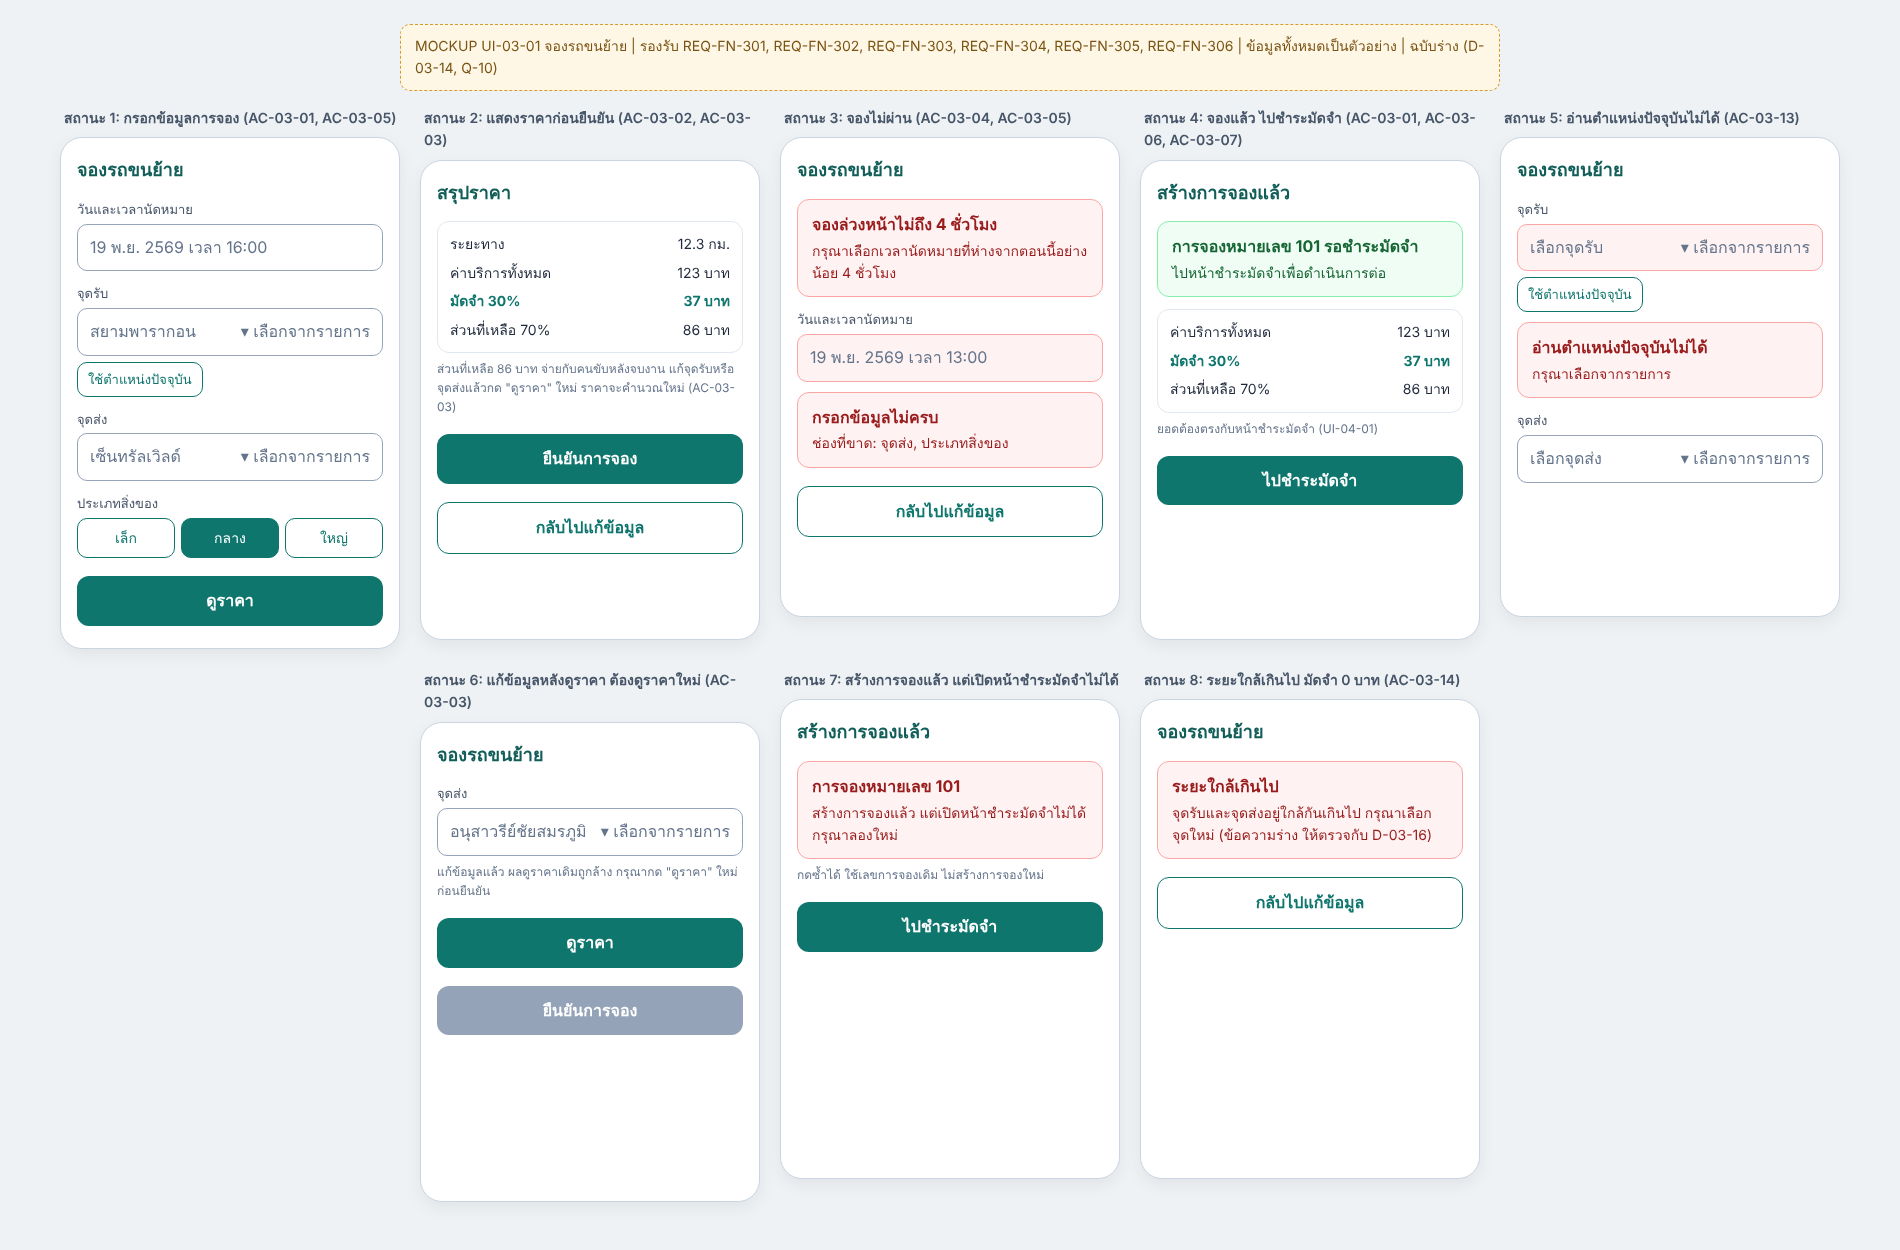 MOCKUP UI-03-01 จองรถขนย้าย | รองรับ REQ-FN-301, REQ-FN-302, REQ-FN-303, REQ-FN-304, REQ-FN-305, REQ-FN-306 | ข้อมูลทั้งหมดเป็นตัวอย่าง | ฉบับร่าง (D-
03-14, Q-10)
สถานะ 1: กรอกข้อมูลการจอง (AC-03-01, AC-03-05)
จองรถขนย้าย
วันและเวลานัดหมาย
19 พ.ย. 2569 เวลา 16:00
จุดรับ
สยามพารากอน ▾ เลือกจากรายการ
ใช้ตำแหน่งปัจจุบัน
จุดส่ง
เซ็นทรัลเวิลด์ ▾ เลือกจากรายการ
ประเภทสิ่งของ
เล็ก กลาง ใหญ่
ดูราคา
สถานะ 2: แสดงราคาก่อนยืนยัน (AC-03-02, AC-03-
03)
สรุปราคา
ระยะทาง 12.3 กม.
ค่าบริการทั้งหมด 123 บาท
มัดจำ 30% 37 บาท
ส่วนที่เหลือ 70% 86 บาท
ส่วนที่เหลือ 86 บาท จ่ายกับคนขับหลังจบงาน แก้จุดรับหรือ
จุดส่งแล้วกด "ดูราคา" ใหม่ ราคาจะคำนวณใหม่ (AC-03-
03)
ยืนยันการจอง
กลับไปแก้ข้อมูล
สถานะ 3: จองไม่ผ่าน (AC-03-04, AC-03-05)
จองรถขนย้าย
จองล่วงหน้าไม่ถึง 4 ชั่วโมง
กรุณาเลือกเวลานัดหมายที่ห่างจากตอนนี้อย่าง
น้อย 4 ชั่วโมง
วันและเวลานัดหมาย
19 พ.ย. 2569 เวลา 13:00
กรอกข้อมูลไม่ครบ
ช่องที่ขาด: จุดส่ง, ประเภทสิ่งของ
กลับไปแก้ข้อมูล
สถานะ 4: จองแล้ว ไปชำระมัดจำ (AC-03-01, AC-03-
06, AC-03-07)
สร้างการจองแล้ว
การจองหมายเลข 101 รอชำระมัดจำ
ไปหน้าชำระมัดจำเพื่อดำเนินการต่อ
ค่าบริการทั้งหมด 123 บาท
มัดจำ 30% 37 บาท
ส่วนที่เหลือ 70% 86 บาท
ยอดต้องตรงกับหน้าชำระมัดจำ (UI-04-01)
ไปชำระมัดจำ
สถานะ 5: อ่านตำแหน่งปัจจุบันไม่ได้ (AC-03-13)
จองรถขนย้าย
จุดรับ
เลือกจุดรับ ▾ เลือกจากรายการ
ใช้ตำแหน่งปัจจุบัน
อ่านตำแหน่งปัจจุบันไม่ได้
กรุณาเลือกจากรายการ
จุดส่ง
เลือกจุดส่ง ▾ เลือกจากรายการ
สถานะ 6: แก้ข้อมูลหลังดูราคา ต้องดูราคาใหม่ (AC-
03-03)
จองรถขนย้าย
จุดส่ง
อนุสาวรีย์ชัยสมรภูมิ ▾ เลือกจากรายการ
แก้ข้อมูลแล้ว ผลดูราคาเดิมถูกล้าง กรุณากด "ดูราคา" ใหม่
ก่อนยืนยัน
ดูราคา
ยืนยันการจอง
สถานะ 7: สร้างการจองแล้ว แต่เปิดหน้าชำระมัดจำไม่ได้
สร้างการจองแล้ว
การจองหมายเลข 101
สร้างการจองแล้ว แต่เปิดหน้าชำระมัดจำไม่ได้
กรุณาลองใหม่
กดซ้ำได้ ใช้เลขการจองเดิม ไม่สร้างการจองใหม่
ไปชำระมัดจำ
สถานะ 8: ระยะใกล้เกินไป มัดจำ 0 บาท (AC-03-14)
จองรถขนย้าย
ระยะใกล้เกินไป
จุดรับและจุดส่งอยู่ใกล้กันเกินไป กรุณาเลือก
จุดใหม่ (ข้อความร่าง ให้ตรวจกับ D-03-16)
กลับไปแก้ข้อมูล